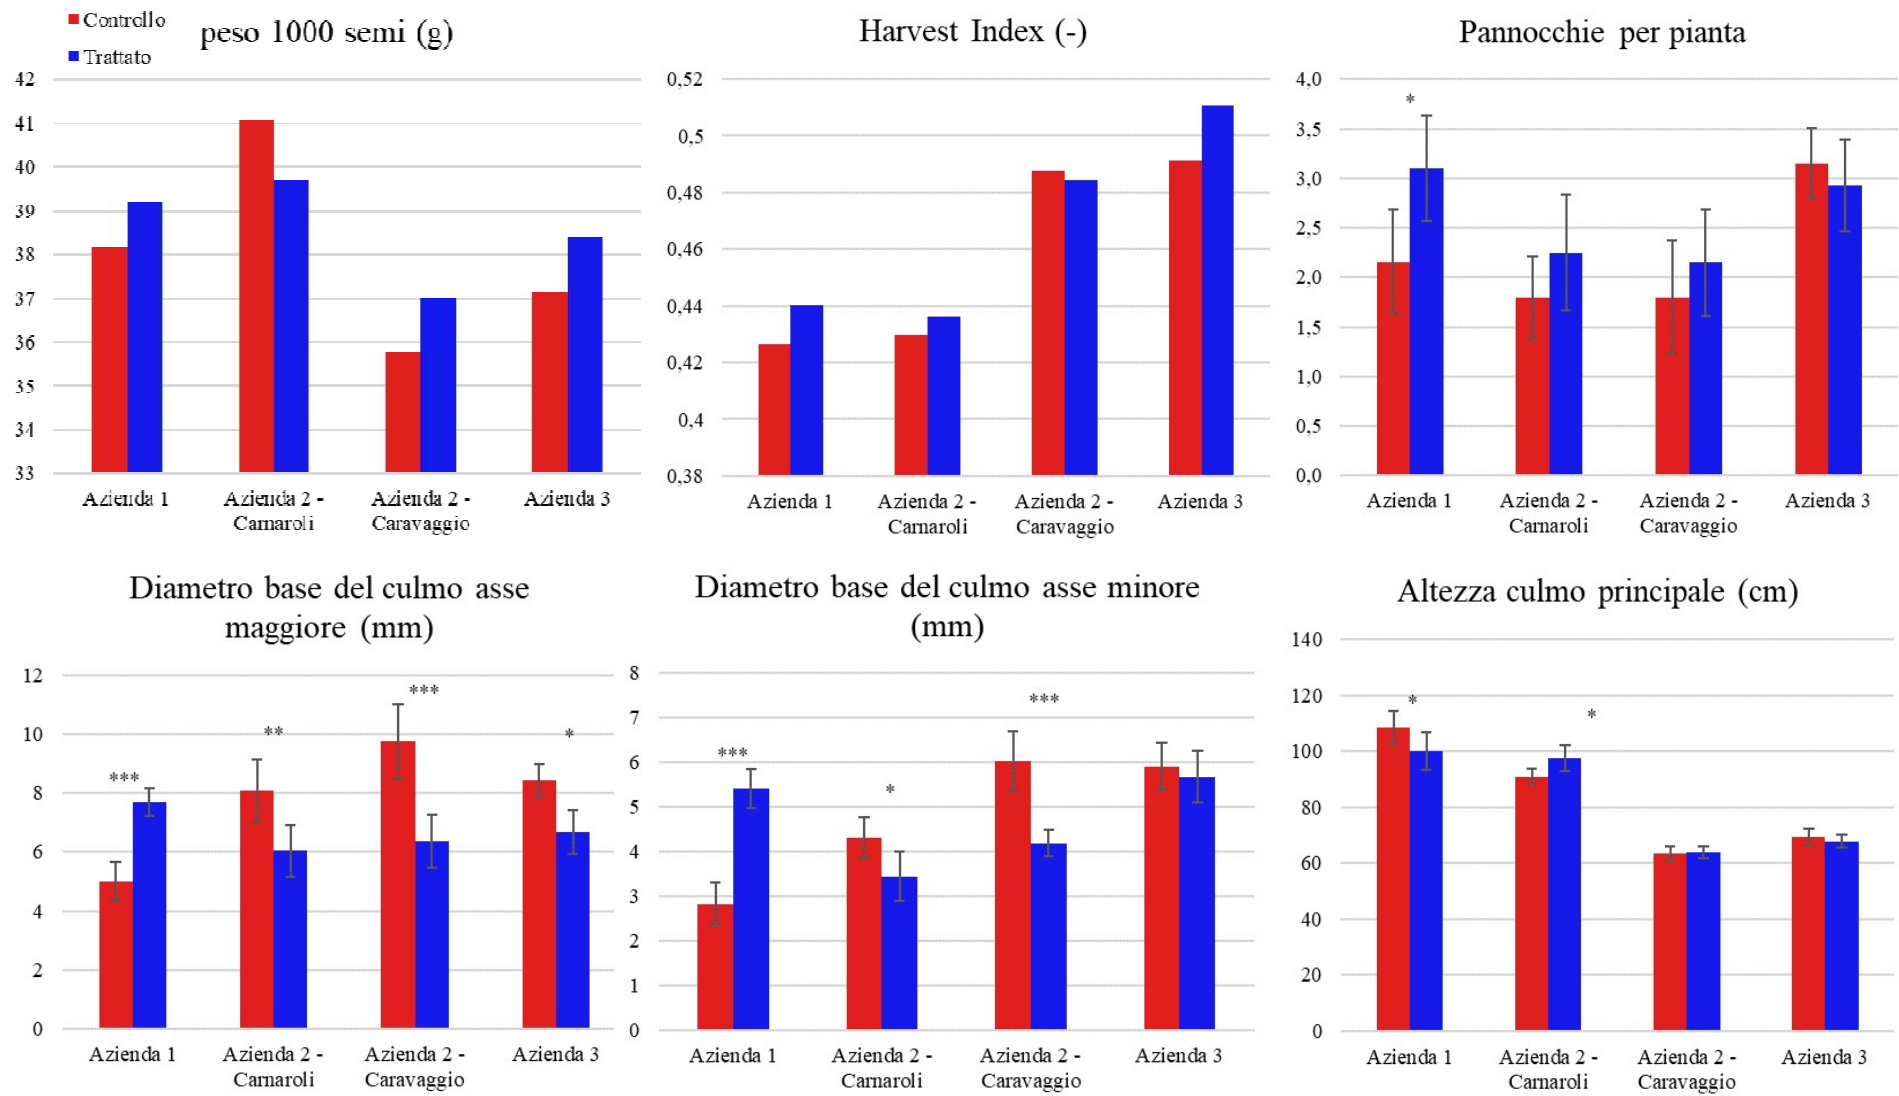 Controllo
Trattato
peso 1000 semi (g)
42
41
40
39
38
37
36
35
34
33
Azienda 1
Azienda 2 -
Carnaroli
Azienda 2 -
Caravaggio
Azienda 3
Harvest Index (-)
0,52
0,5
0,48
0,46
0,44
0,42
0,4
0,38
Azienda 1
Azienda 2 -
Carnaroli
Azienda 2 -
Caravaggio
Azienda 3
Pannocchie per pianta
4,0
3,5
3,0
2,5
2,0
1,5
1,0
0,5
0,0
*
Azienda 1
Azienda 2 -
Carnaroli
Azienda 2 -
Caravaggio
Azienda 3
Diametro base del culmo asse
maggiore (mm)
12
10
8
6
4
2
0
***
**
***
*
Azienda 1
Azienda 2 -
Carnaroli
Azienda 2 -
Caravaggio
Azienda 3
Diametro base del culmo asse minore
(mm)
8
7
6
5
4
3
2
1
0
***
*
***
Azienda 1
Azienda 2 -
Carnaroli
Azienda 2 -
Caravaggio
Azienda 3
Altezza culmo principale (cm)
140
120
100
80
60
40
20
0
*
*
Azienda 1
Azienda 2 -
Carnaroli
Azienda 2 -
Caravaggio
Azienda 3